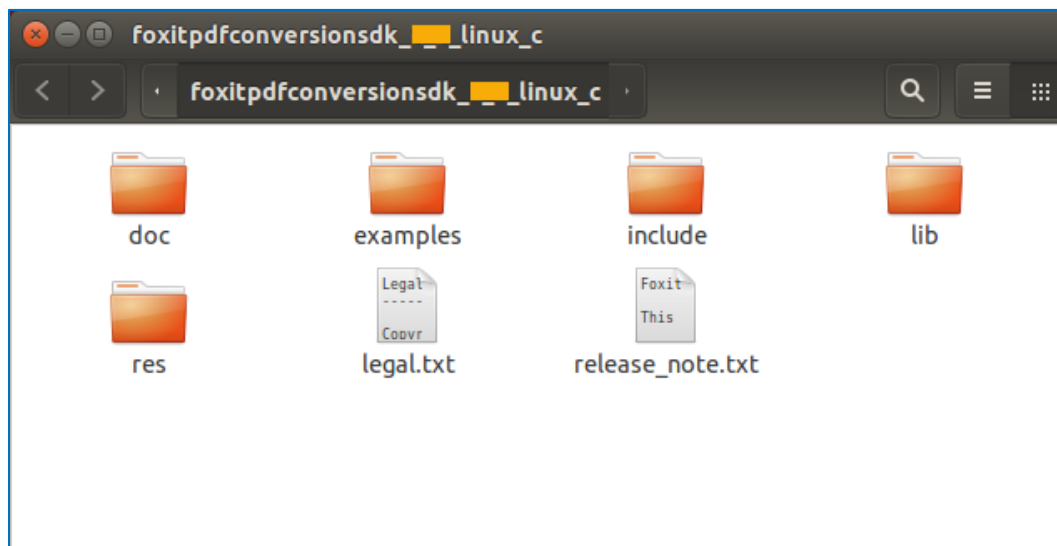 foxitpdfconversionsdk_ _ _linux_c
foxitpdfconversionsdk_ _ _linux_c
doc
examples
include
lib
Legal
-----
Copyr
Foxit
This
res
legal.txt
release_note.txt